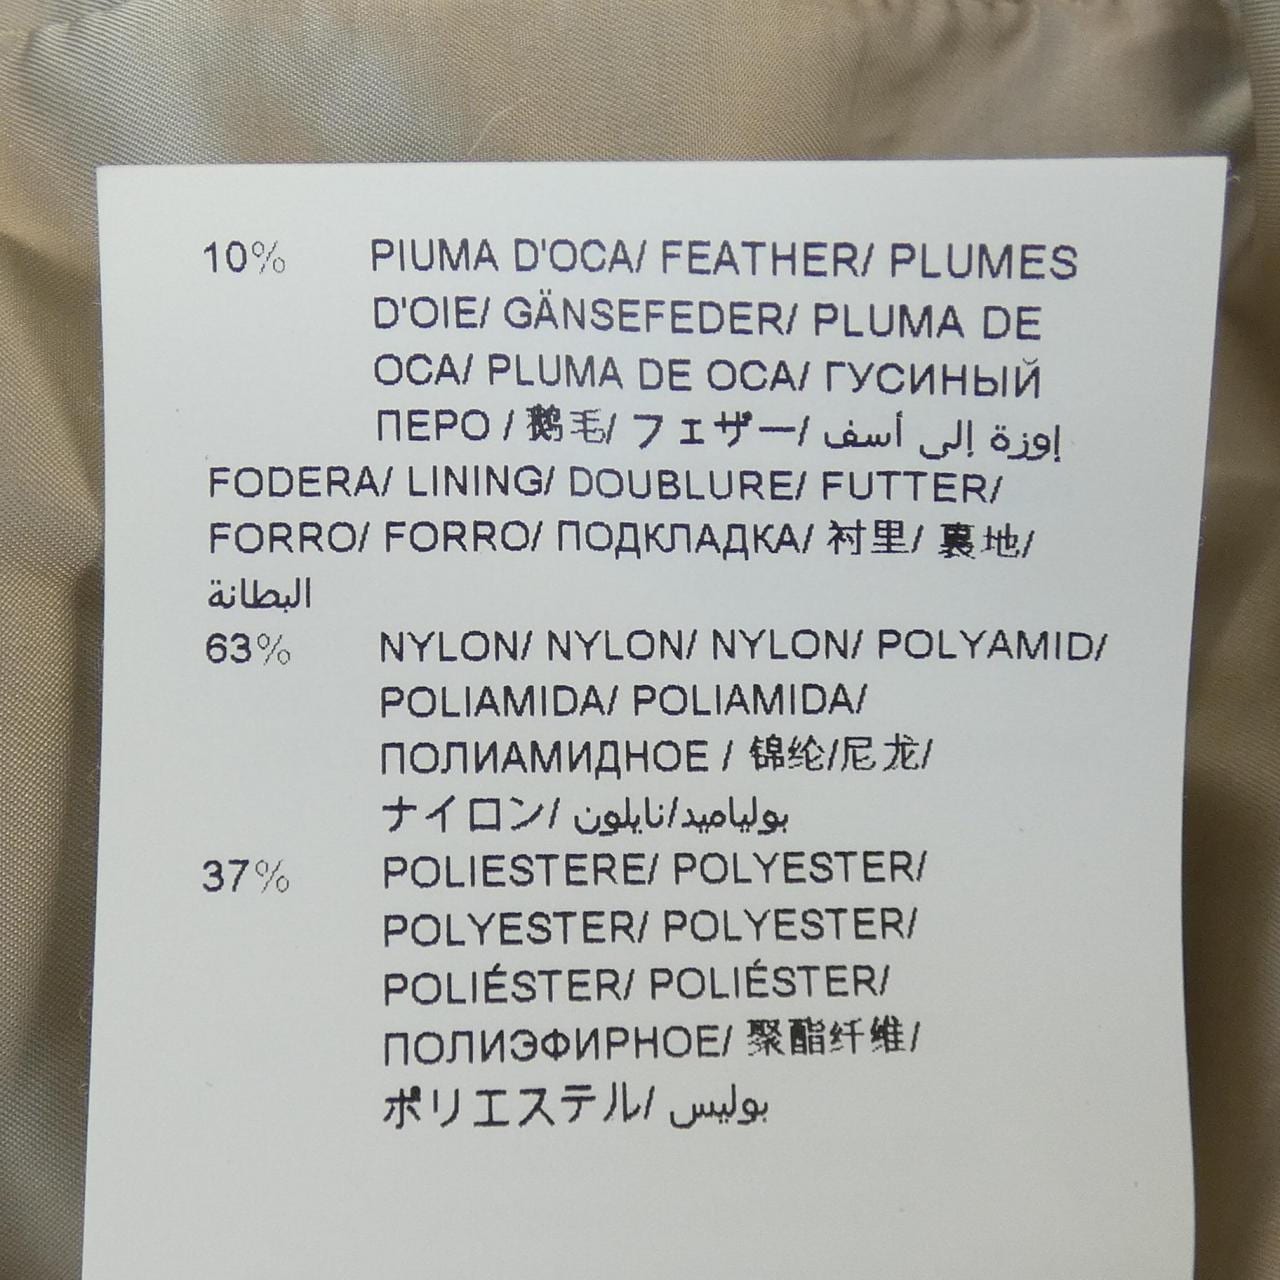 10% PIUMA D'OCA/ FEATHER/ PLUMES
D'OIE/ GÄNSEFEDER/ PLUMA DE
OCA/ PLUMA DE OCA/ ГУСИНЫЙ
ПЕРО / 鹅毛/ フェザー/ إوزة إلى أسف
FODERA/ LINING/ DOUBLURE/ FUTTER/
FORRO/ FORRO/ ПОДКЛАДКА/ 衬里/ 裏地/
البطانة
63% NYLON/ NYLON/ NYLON/ POLYAMID/
POLIAMIDA/ POLIAMIDA/
ПОЛИАМИДНОЕ / 锦纶/尼龙/
ナイロン/ بولياميد/نايلون
37% POLIESTERE/ POLYESTER/
POLYESTER/ POLYESTER/
POLIÉSTER/ POLIÉSTER/
ПОЛИЭФИРНОЕ/ 聚酯纤维/
ポリエステル/ بوليس